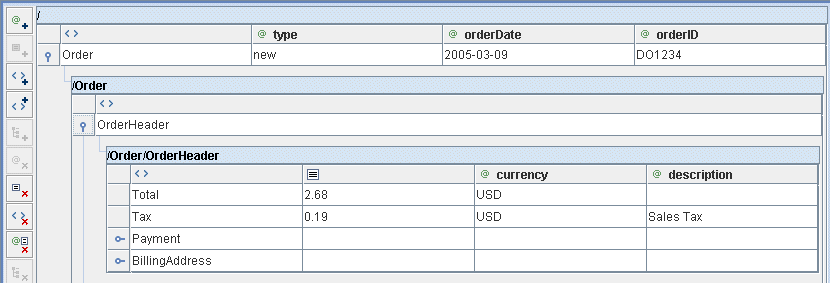 /
<> @ type @ orderDate @ orderID
Order new 2005-03-09 DO1234
/Order
<>
OrderHeader
/Order/OrderHeader
<> @ currency @ description
Total 2.68 USD
Tax 0.19 USD Sales Tax
Payment
BillingAddress